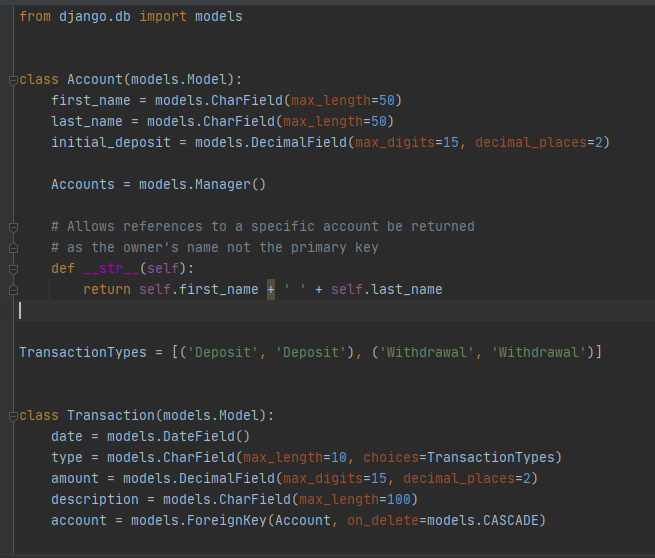 from django.db import models
class Account(models.Model):
    first_name = models.CharField(max_length=50)
    last_name = models.CharField(max_length=50)
    initial_deposit = models.DecimalField(max_digits=15, decimal_places=2)
    Accounts = models.Manager()
    # Allows references to a specific account be returned
    # as the owner's name not the primary key
    def __str__(self):
        return self.first_name + ' ' + self.last_name
TransactionTypes = [('Deposit', 'Deposit'), ('Withdrawal', 'Withdrawal')]
class Transaction(models.Model):
    date = models.DateField()
    type = models.CharField(max_length=10, choices=TransactionTypes)
    amount = models.DecimalField(max_digits=15, decimal_places=2)
    description = models.CharField(max_length=100)
    account = models.ForeignKey(Account, on_delete=models.CASCADE)